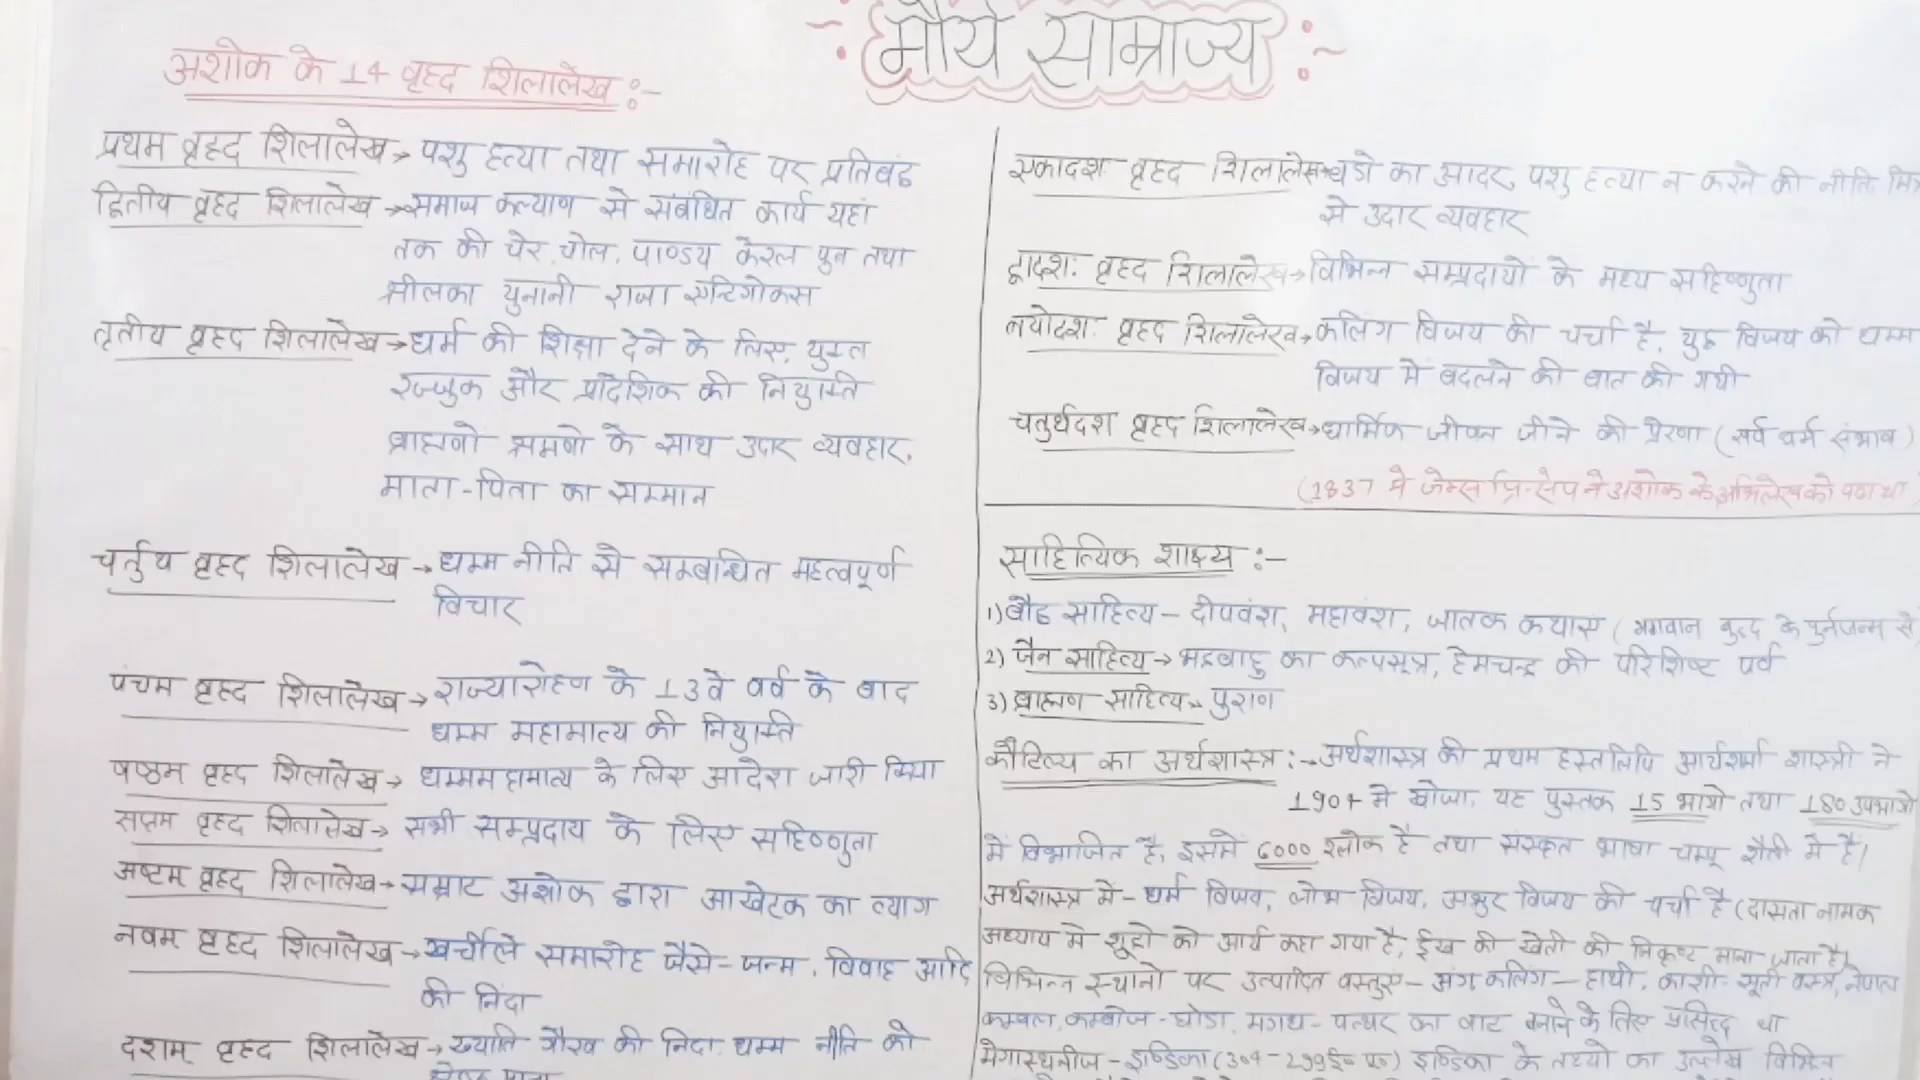 मौर्य साम्राज्य
अशोक के 14 वृहद शिलालेख :-
प्रथम वृहद शिलालेख → पशु हत्या तथा समारोह पर प्रतिबंद
द्वितीय वृहद शिलालेख → समाज कल्याण से संबंधित कार्य यहां
तक की चेर, चोल, पाण्डय केरल पुत्र तथा
श्रीलंका युनानी राजा एन्टिगोकस
तृतीय वृहद शिलालेख → धर्म की शिक्षा देने के लिए, युक्त
रज्जुक और प्रादेशिक की नियुक्ति
ब्राह्मणो श्रमणो के साथ उदार व्यवहार,
माता-पिता का सम्मान
चर्तुथ वृहद शिलालेख → धम्म नीति से सम्बन्धित महत्वपूर्ण
विचार
पंचम वृहद शिलालेख → राज्यारोहण के 13वे वर्ष के बाद
धम्म महामात्य की नियुक्ति
षष्ठम वृहद शिलालेख → धम्ममहामात्य के लिए आदेश जारी किया
सप्तम वृहद शिलालेख → सभी सम्प्रदाय के लिए सहिष्णुता
अष्टम् वृहद शिलालेख → सम्राट अशोक द्वारा आखेटक का त्याग
नवम वृहद शिलालेख → खर्चीले समारोह जैसे - जन्म, विवाह आदि
की निंदा
दशम् वृहद शिलालेख → ख्याति गौरव की निंदा धम्म नीति को
एकादशः वृहद शिलालेख → बडो का आदर, पशु हत्या न करने की नीति,
से उदार व्यवहार
द्वादशः वृहद शिलालेख → विभिन्न सम्प्रदायों के मध्य सहिष्णुता
त्रयोदशः वृहद शिलालेख → कलिंग विजय की चर्चा है, युद्ध विजय को धम्म
विजय में बदलने की बात की गयी
चतुर्थदश वृहद शिलालेख → धार्मिक जीवन जीने की प्रेरणा (सर्व धर्म संभाव)
(1837 मे जेम्स प्रिन्सेप ने अशोक के अभिलेख को पढा था)
साहित्यिक शाक्ष्य :-
1) बौद्ध साहित्य - दीपवंश, महावंश, जातक कथाएं (भगवान बुद्ध के पुर्नजन्म से)
2) जैन साहित्य → भद्रबाहु का कल्पसूत्र, हेमचन्द्र की परिशिष्ट पर्व
3) ब्राह्मण साहित्य → पुराण
कौटिल्य का अर्थशास्त्र :- → अर्थशास्त्र की प्रथम हस्तलिपि आर्यशर्मा शास्त्री ने
1904 मे खोजा, यह पुस्तक 15 भागो तथा 180 उपभागो
में विभाजित है, इसमें 6000 श्लोक है तथा संस्कृत भाषा चम्पू शैली में है।
अर्थशास्त्र में - धर्म विजय, लोभ विजय, असुर विजय की चर्चा है (दासता नामक
अध्याय मे शूद्रो को आर्य कहा गया है, ईख की खेती को निकृष्ट माना जाता है)
विभिन्न स्थानो पर उत्पादित वस्तुएं - अंग कलिंग - हाथी, काशी - सूती वस्त्र, नेपाल
कम्बल, कम्बोज - घोडा, मगध - पत्थर का बाट बनाने के लिए प्रसिद्द था
मेगास्थनीज - इण्डिका (304-299 ई० पू०) इण्डिका के तथ्यो का उल्लेख विभिन्न